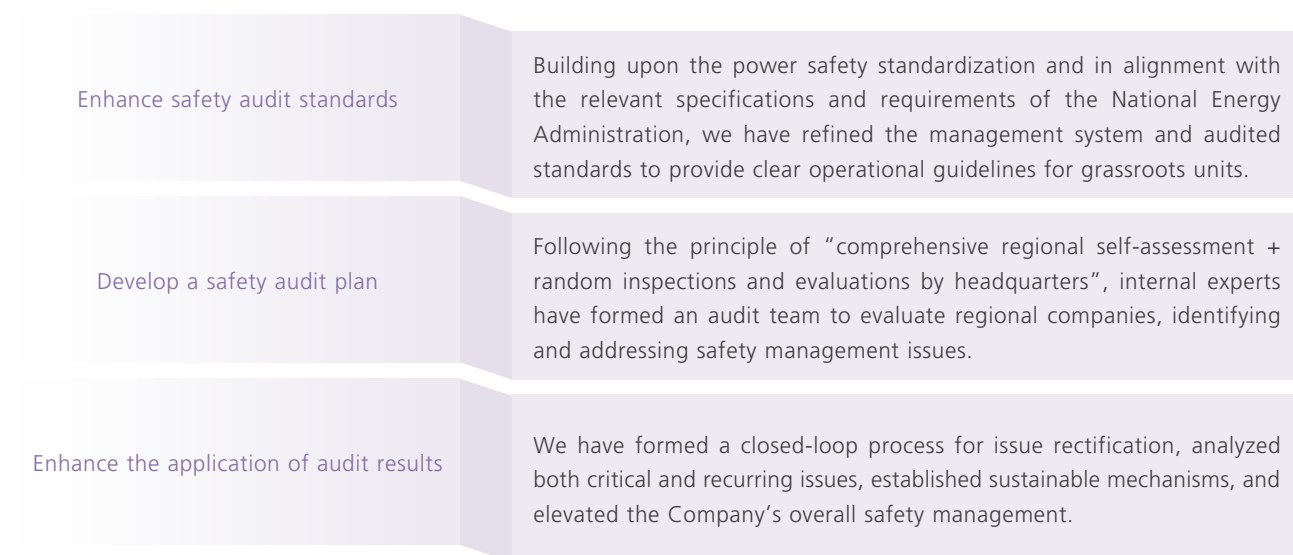 Enhance safety audit standards
Building upon the power safety standardization and in alignment with
the relevant specifications and requirements of the National Energy
Administration, we have refined the management system and audited
standards to provide clear operational guidelines for grassroots units.
Develop a safety audit plan
Following the principle of “comprehensive regional self-assessment +
random inspections and evaluations by headquarters”, internal experts
have formed an audit team to evaluate regional companies, identifying
and addressing safety management issues.
Enhance the application of audit results
We have formed a closed-loop process for issue rectification, analyzed
both critical and recurring issues, established sustainable mechanisms, and
elevated the Company’s overall safety management.